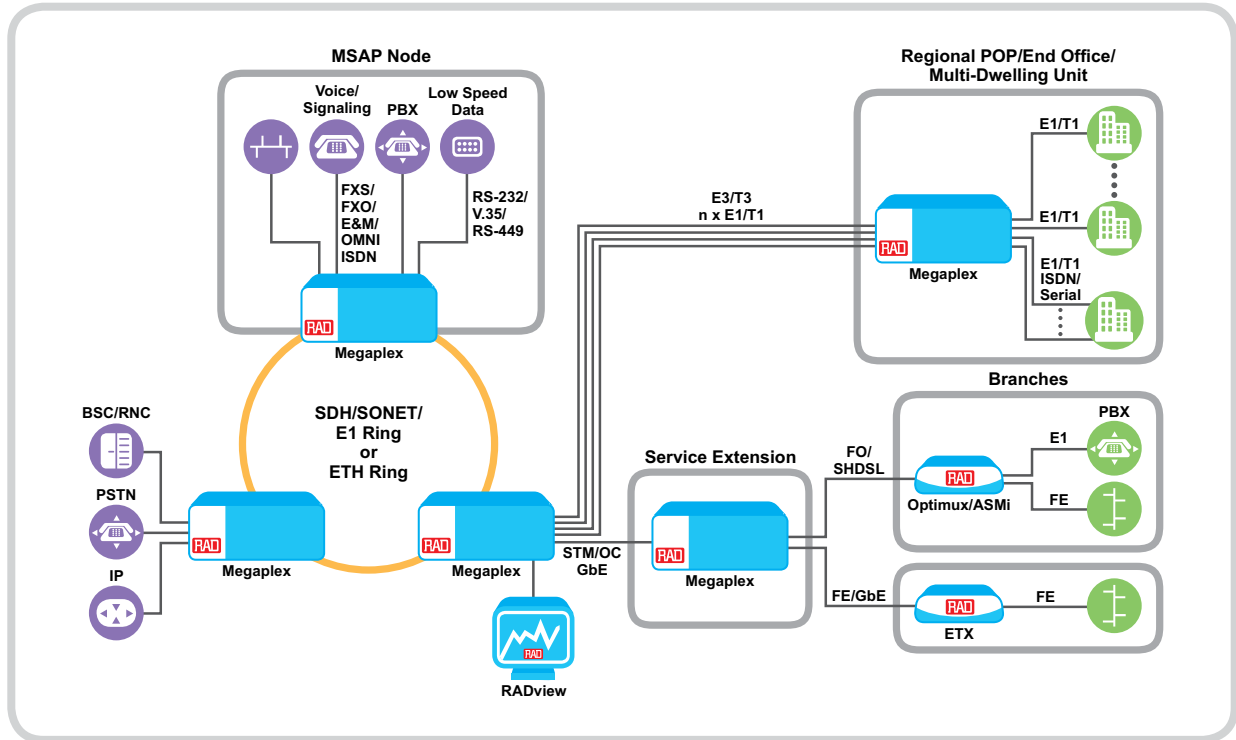 MSAP Node
Voice/
Signaling
PBX
Low Speed
Data
FXS/
FXO/
E&M/
OMNI
ISDN
RS-232/
V.35/
RS-449
RAD
Megaplex
Regional POP/End Office/
Multi-Dwelling Unit
E1/T1
E1/T1
E1/T1
ISDN/
Serial
RAD
Megaplex
E3/T3
n x E1/T1
SDH/SONET/
E1 Ring
or
ETH Ring
BSC/RNC
PSTN
IP
RAD
Megaplex
RAD
Megaplex
STM/OC
GbE
RAD
RADview
Service Extension
RAD
Megaplex
FO/
SHDSL
FE/GbE
Branches
RAD
Optimux/ASMi
E1
PBX
FE
RAD
ETX
FE